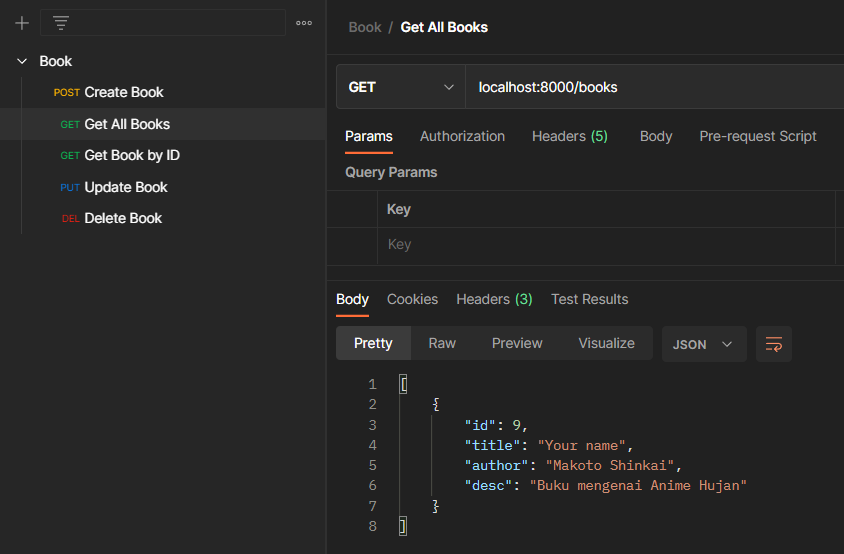 Book
POST Create Book
GET Get All Books
GET Get Book by ID
PUT Update Book
DEL Delete Book
Book / Get All Books
GET localhost:8000/books
Params Authorization Headers (5) Body Pre-request Script
Query Params
Key
Key
Body Cookies Headers (3) Test Results
Pretty Raw Preview Visualize JSON
1 [
2 {
3 "id": 9,
4 "title": "Your name",
5 "author": "Makoto Shinkai",
6 "desc": "Buku mengenai Anime Hujan"
7 }
8 ]